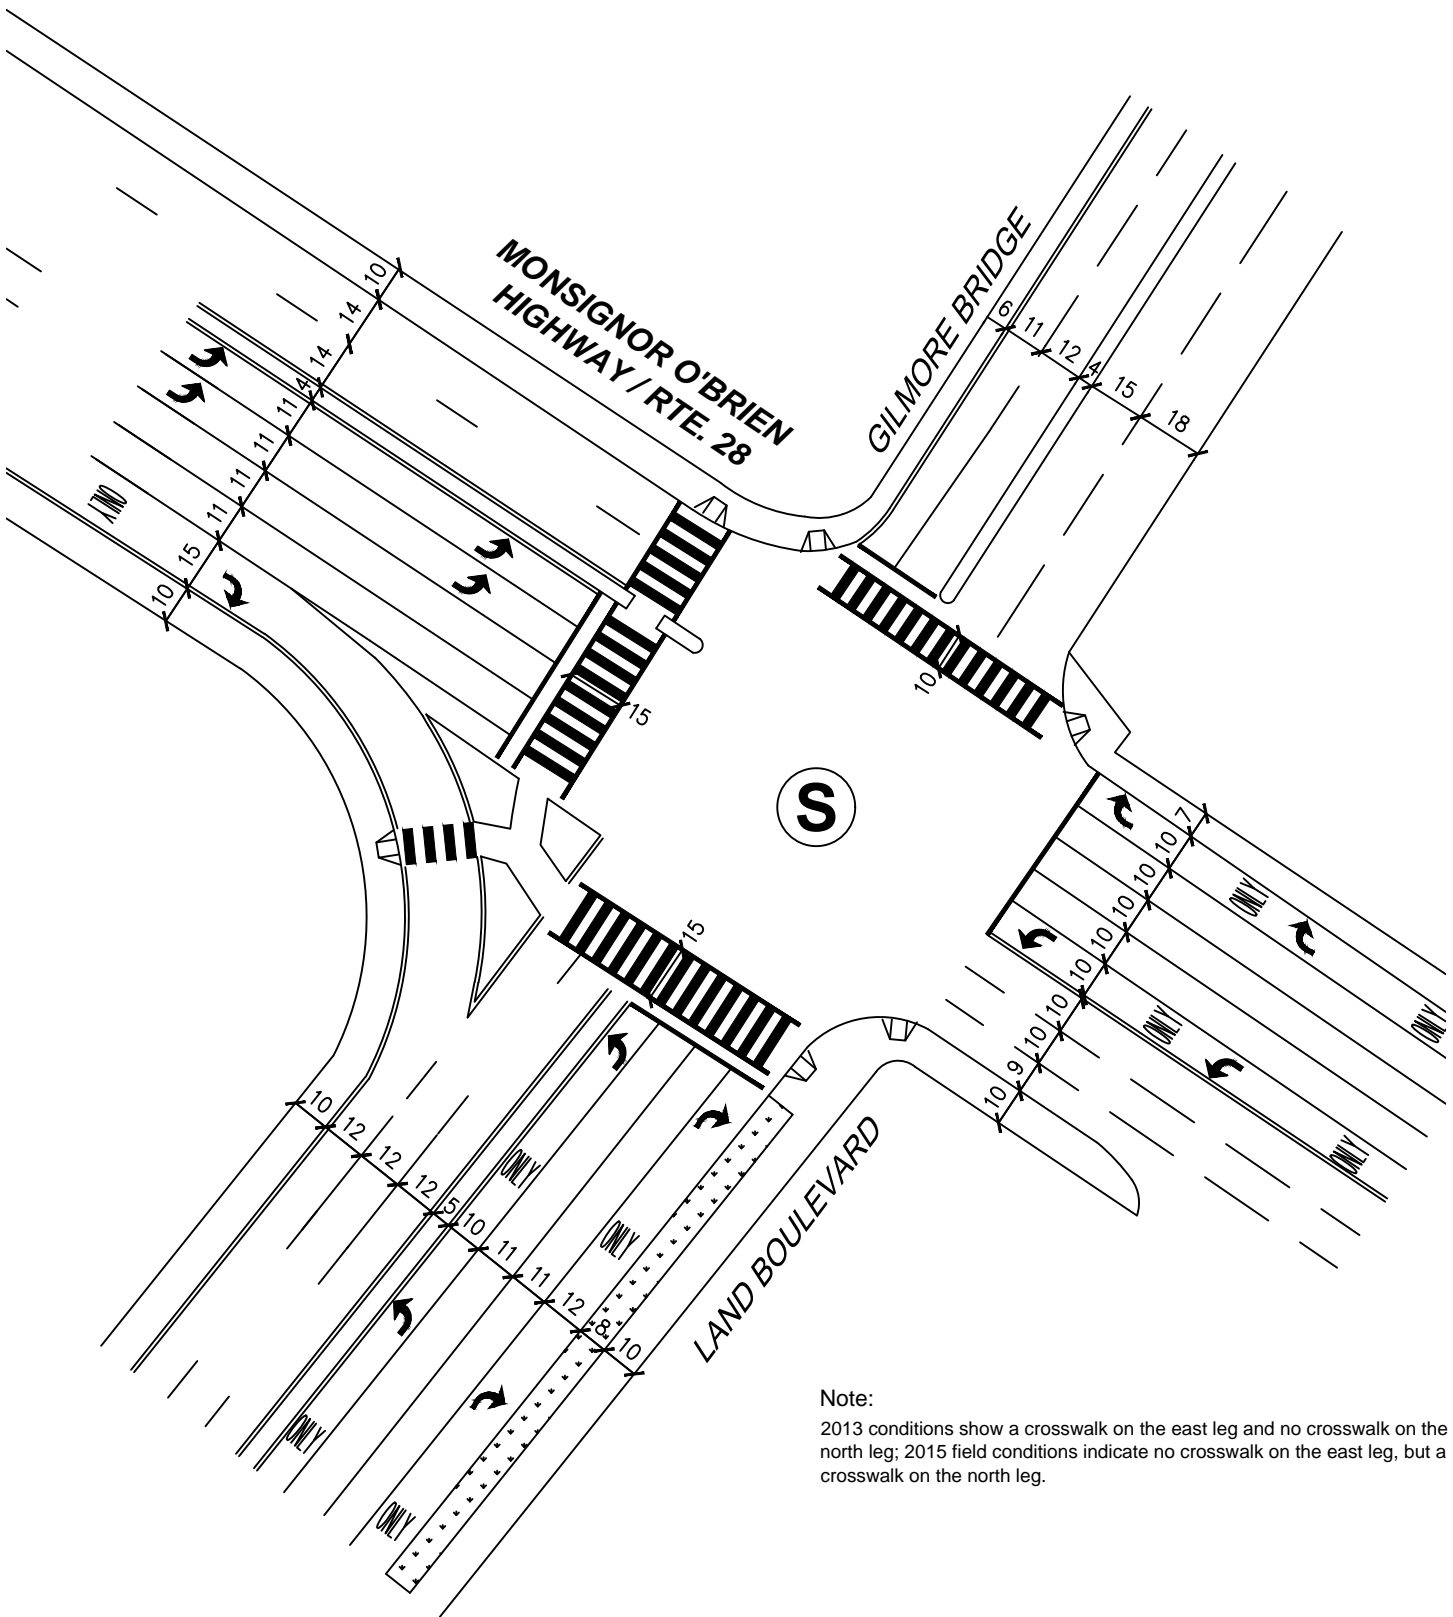 MONSIGNOR O'BRIEN
HIGHWAY / RTE. 28
GILMORE BRIDGE
10
14
14
4
11
11
11
11
15
10
ONLY
6
11
12
4
15
18
15
10
S
7
10
10
10
10
10
10
10
9
10
ONLY
ONLY
ONLY
ONLY
15
10
12
12
12
5
10
11
11
12
8
10
ONLY
ONLY
ONLY
ONLY
LAND BOULEVARD
Note:
2013 conditions show a crosswalk on the east leg and no crosswalk on the
north leg; 2015 field conditions indicate no crosswalk on the east leg, but a
crosswalk on the north leg.